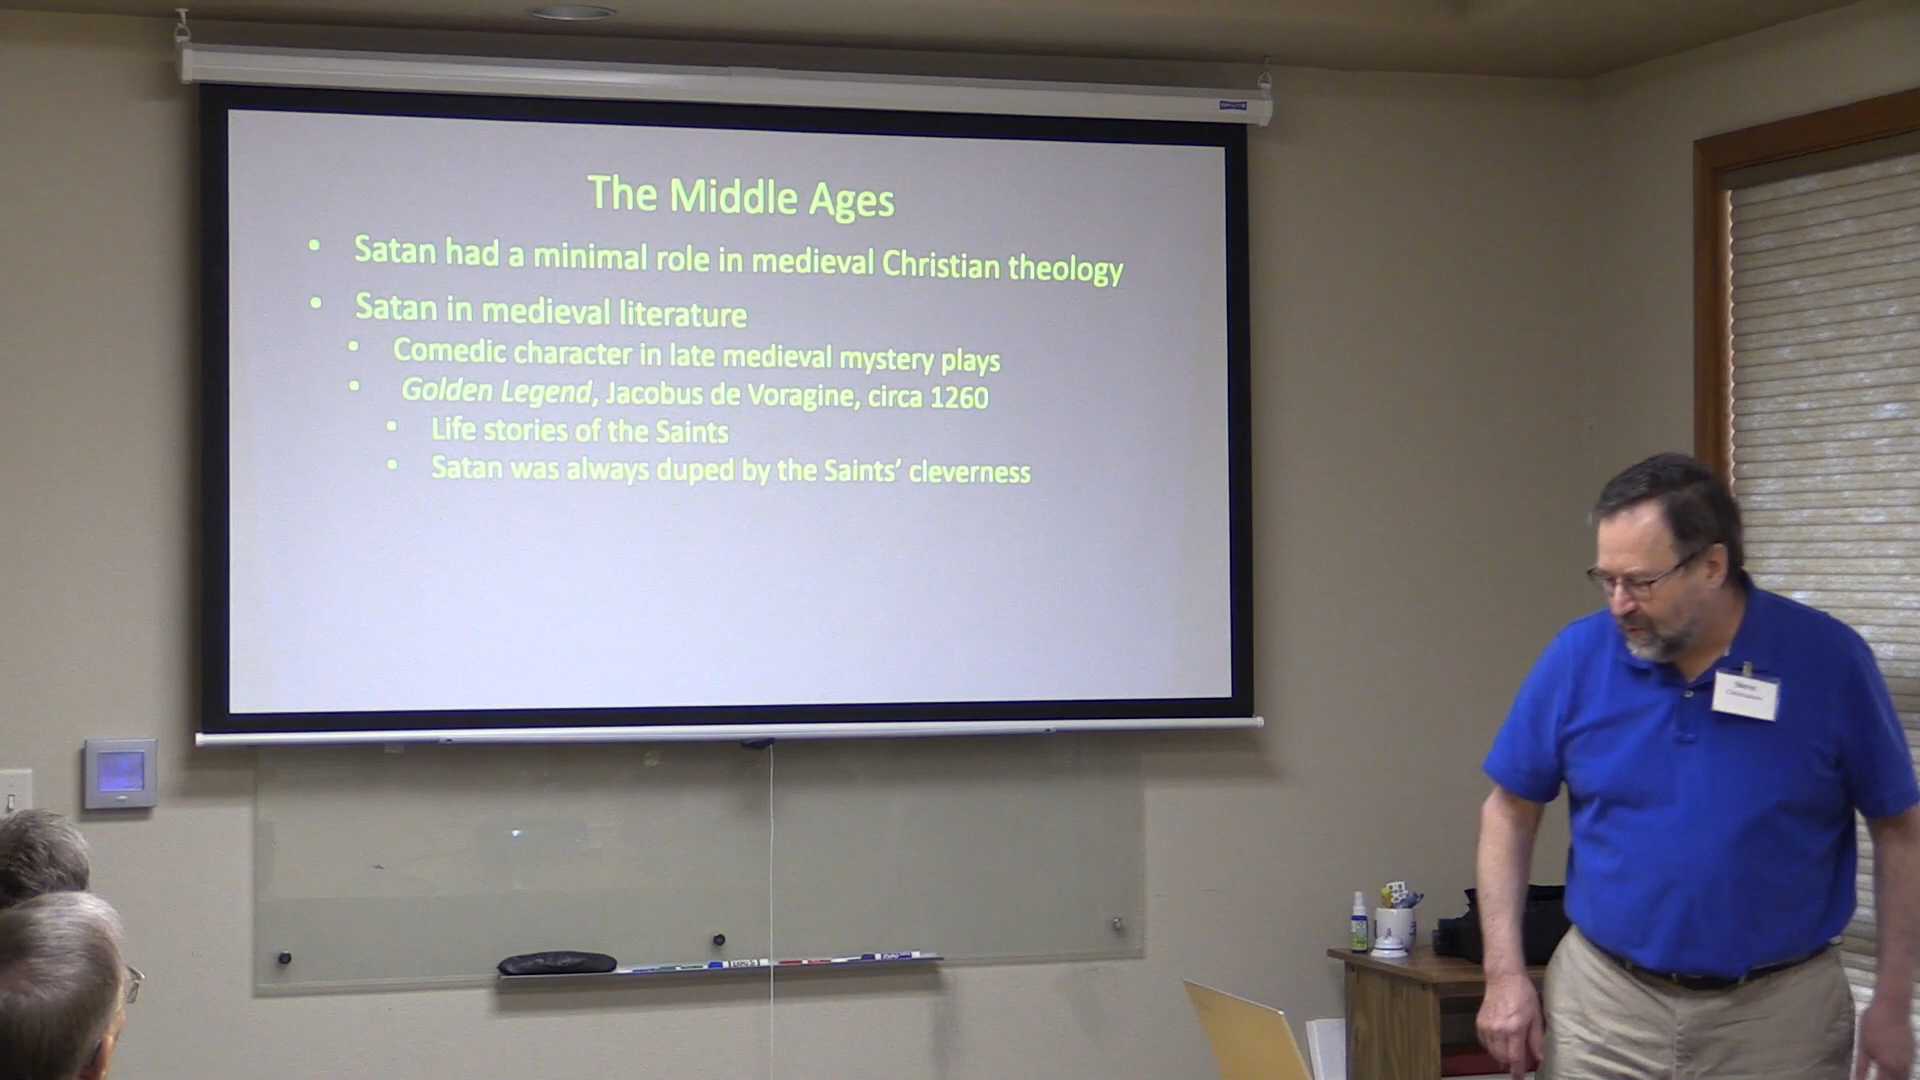 The Middle Ages
• Satan had a minimal role in medieval Christian theology
• Satan in medieval literature
• Comedic character in late medieval mystery plays
• Golden Legend, Jacobus de Voragine, circa 1260
• Life stories of the Saints
• Satan was always duped by the Saints’ cleverness